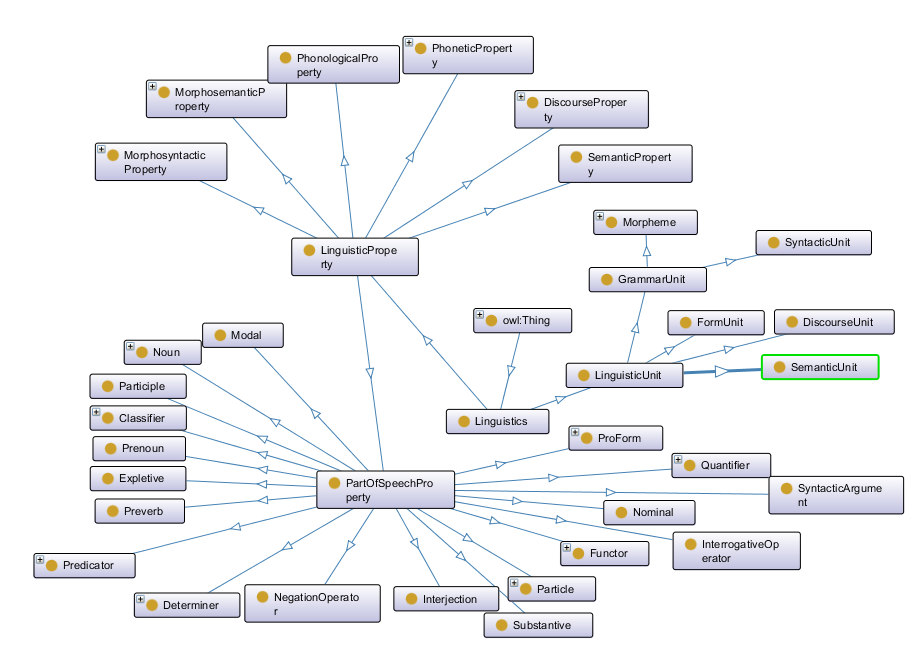 PhoneticPropert
y
PhonologicalPro
perty
MorphosemanticP
roperty
DiscourseProper
ty
Morphosyntactic
Property
SemanticPropert
y
Morpheme
SyntacticUnit
LinguisticPrope
rty
GrammarUnit
owl:Thing
FormUnit
DiscourseUnit
Modal
Noun
LinguisticUnit
SemanticUnit
Participle
Classifier
Linguistics
Prenoun
ProForm
Expletive
Quantifier
PartOfSpeechPro
perty
SyntacticArgume
nt
Preverb
Nominal
InterrogativeOp
erator
Predicator
Functor
Determiner
NegationOperato
r
Interjection
Particle
Substantive